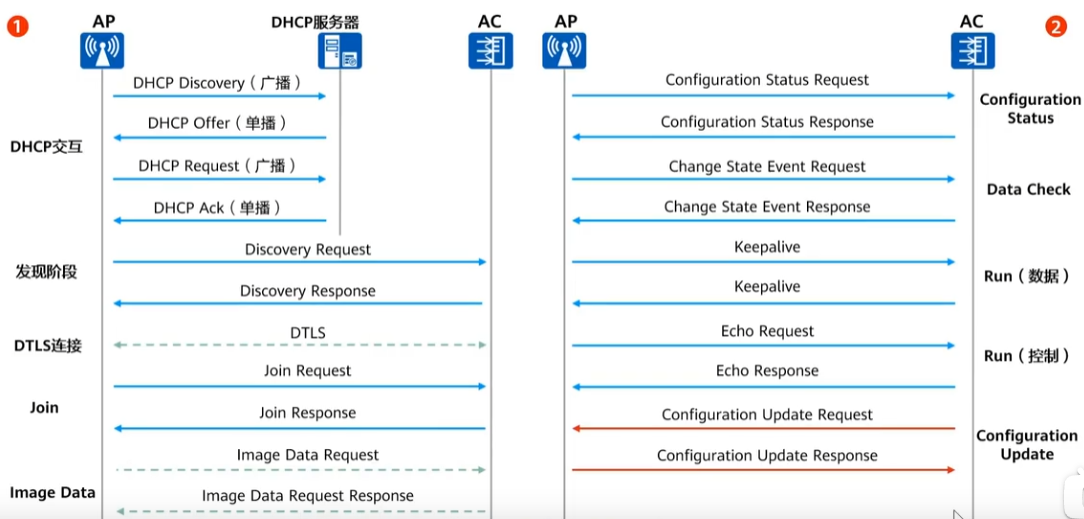 1
AP
DHCP服务器
AC
DHCP Discovery（广播）
DHCP Offer（单播）
DHCP交互
DHCP Request（广播）
DHCP Ack（单播）
Discovery Request
发现阶段
Discovery Response
DTLS
DTLS连接
Join Request
Join
Join Response
Image Data Request
Image Data
Image Data Request Response
AP
AC
2
Configuration Status Request
Configuration
Status
Configuration Status Response
Change State Event Request
Data Check
Change State Event Response
Keepalive
Run（数据）
Keepalive
Echo Request
Run（控制）
Echo Response
Configuration Update Request
Configuration
Update
Configuration Update Response